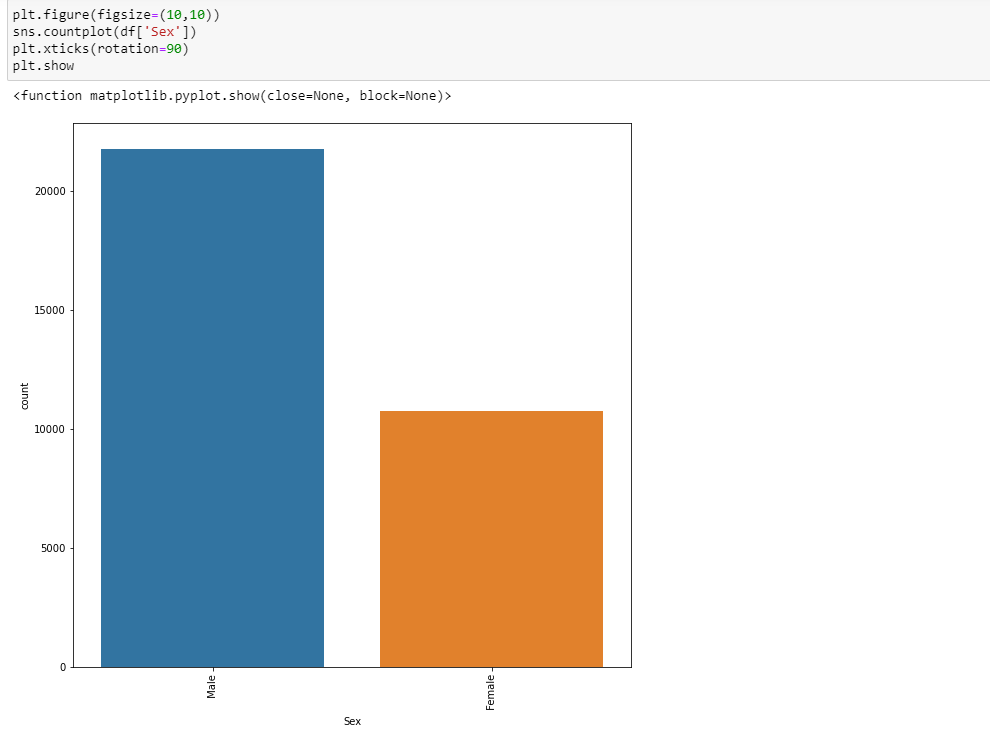 plt.figure(figsize=(10,10))
sns.countplot(df['Sex'])
plt.xticks(rotation=90)
plt.show
<function matplotlib.pyplot.show(close=None, block=None)>
20000
15000
10000
5000
0
count
Male
Female
Sex